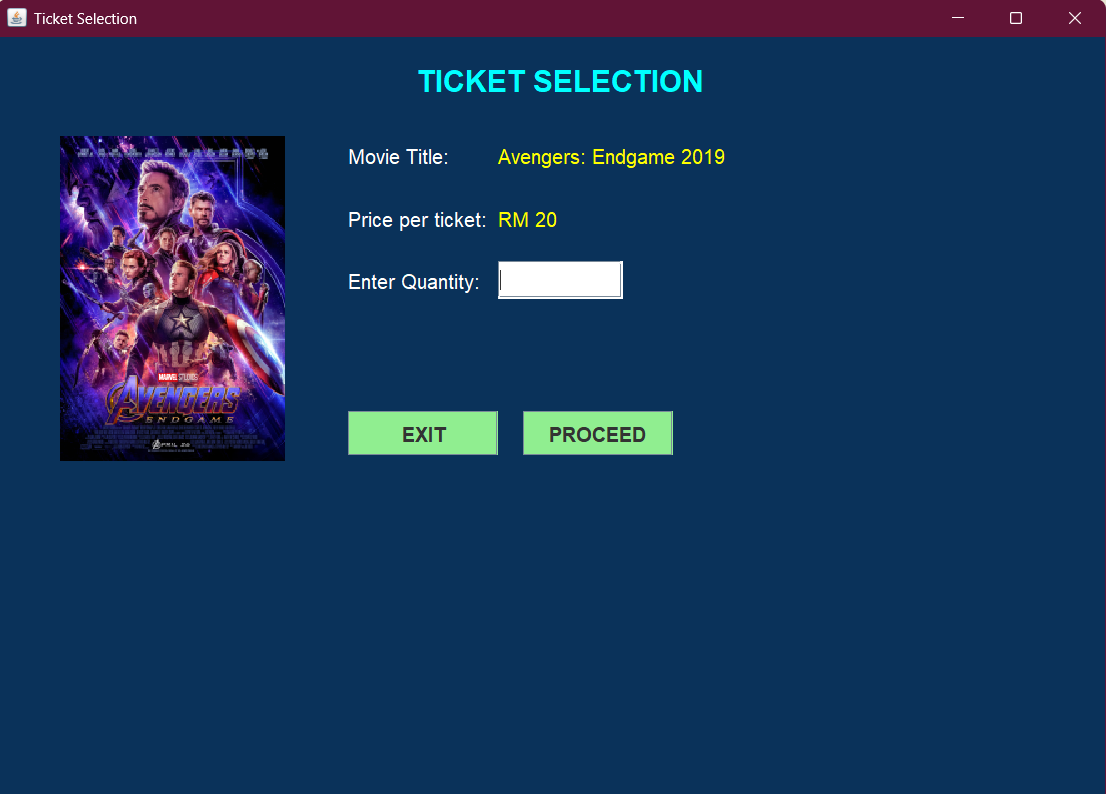 Ticket Selection
TICKET SELECTION
Movie Title: Avengers: Endgame 2019
Price per ticket: RM 20
Enter Quantity:
MARVEL STUDIOS
AVENGERS
ENDGAME
EXIT PROCEED